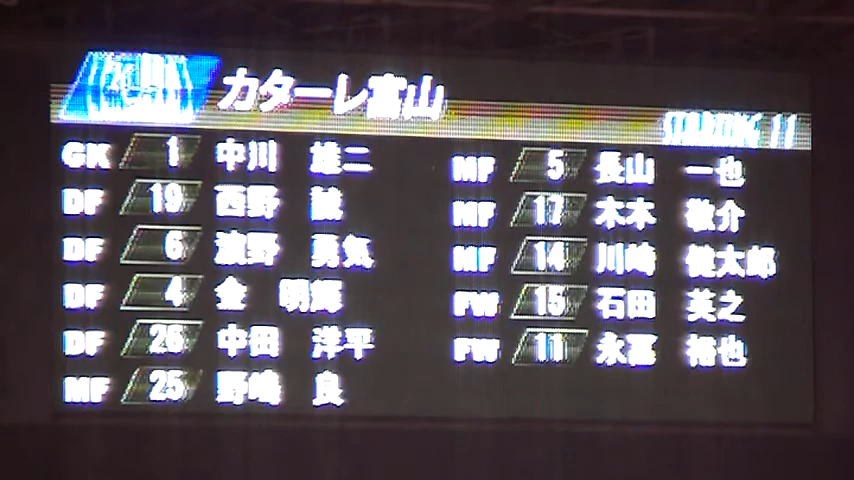 カターレ富山
STARTING 11
GK 1 中川 雄二
DF 19 西野 誠
DF 6 濱野 勇気
DF 4 金 明輝
DF 26 中田 洋平
MF 25 野嶋 良
MF 5 長山 一也
MF 17 木本 敬介
MF 14 川崎 健太郎
FW 15 石田 英之
FW 11 永冨 裕也